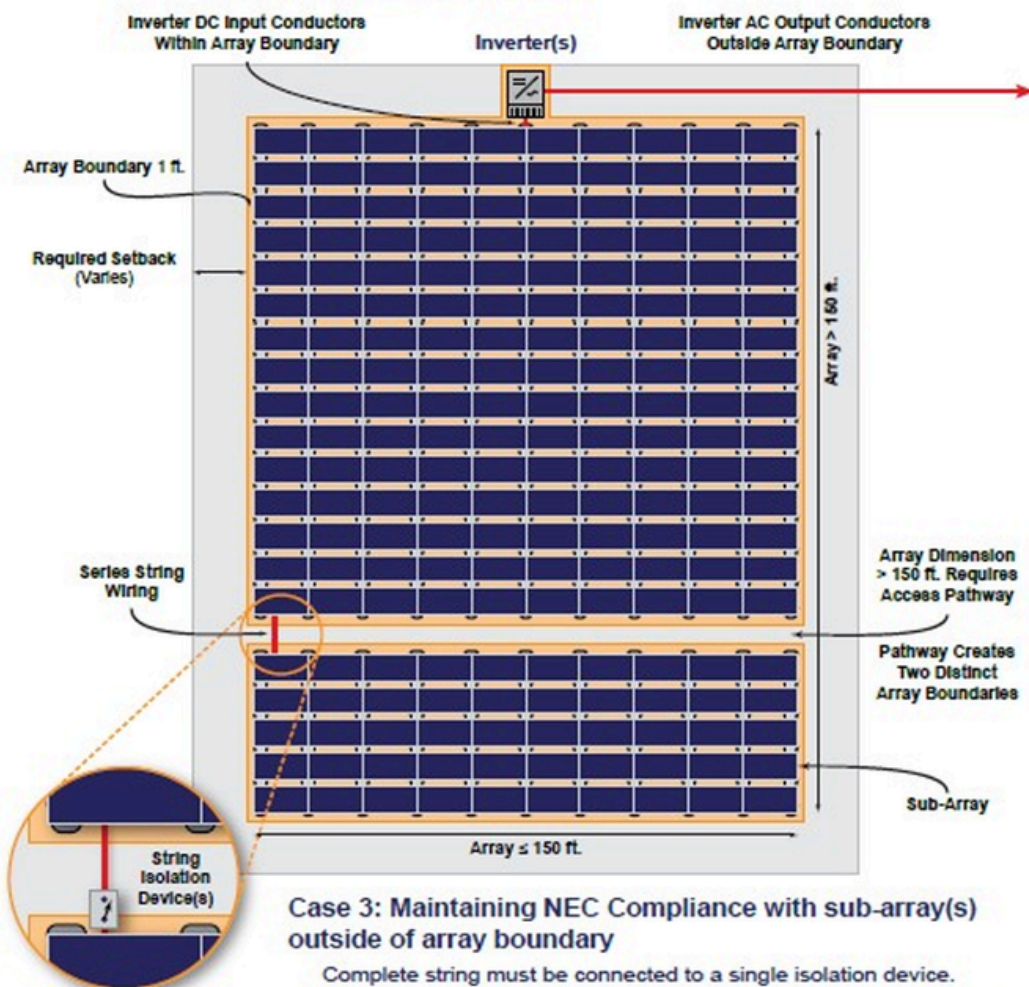 Inverter DC Input Conductors
Within Array Boundary
Inverter(s)
Inverter AC Output Conductors
Outside Array Boundary
Array Boundary 1 ft.
Required Setback
(Varies)
Array > 150 ft.
Series String
Wiring
Array Dimension
> 150 ft. Requires
Access Pathway
Pathway Creates
Two Distinct
Array Boundaries
Sub-Array
Array ≤ 150 ft.
String
Isolation
Device(s)
Case 3: Maintaining NEC Compliance with sub-array(s)
outside of array boundary
Complete string must be connected to a single isolation device.